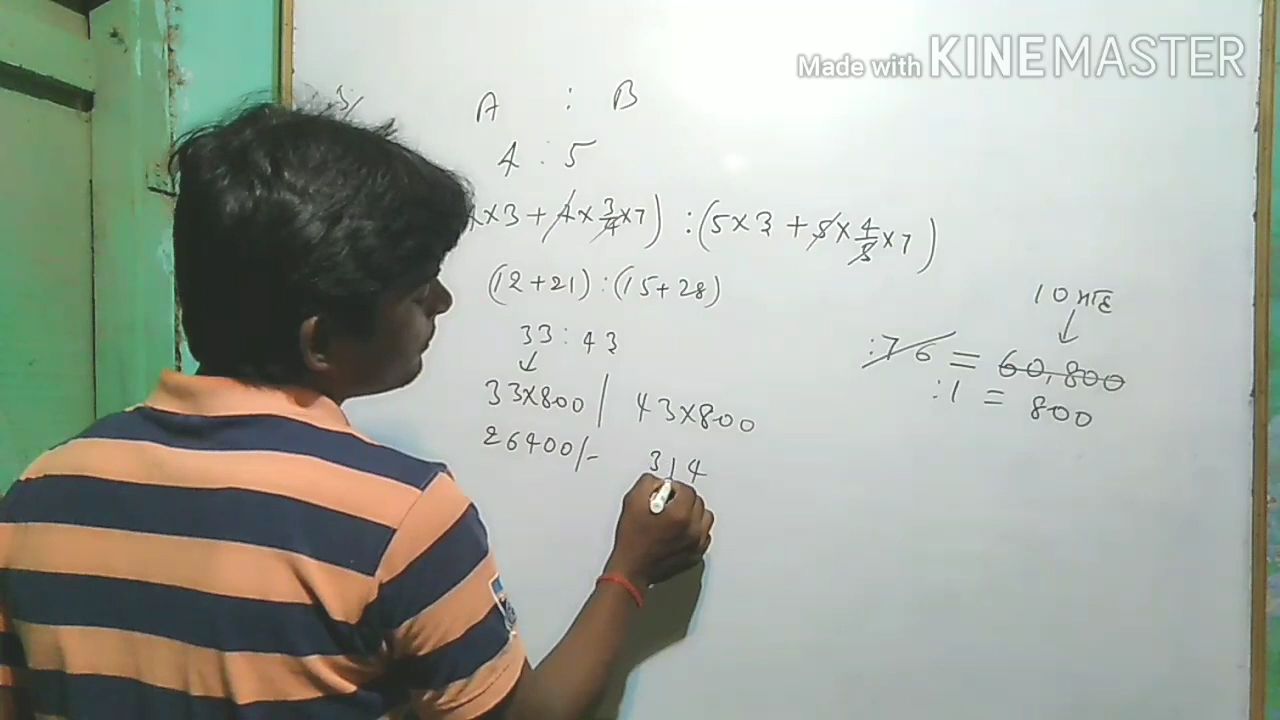 Made with KINEMASTER
3/
A : B
4 : 5
×3 + 4×3/4×7) : (5×3 + 5×4/5×7)
(12+21) : (15+28)
33 : 43
↓
33×800 | 43×800
26400/- 314
10 মাহ
↓
:76 = 60,800
:1 = 800